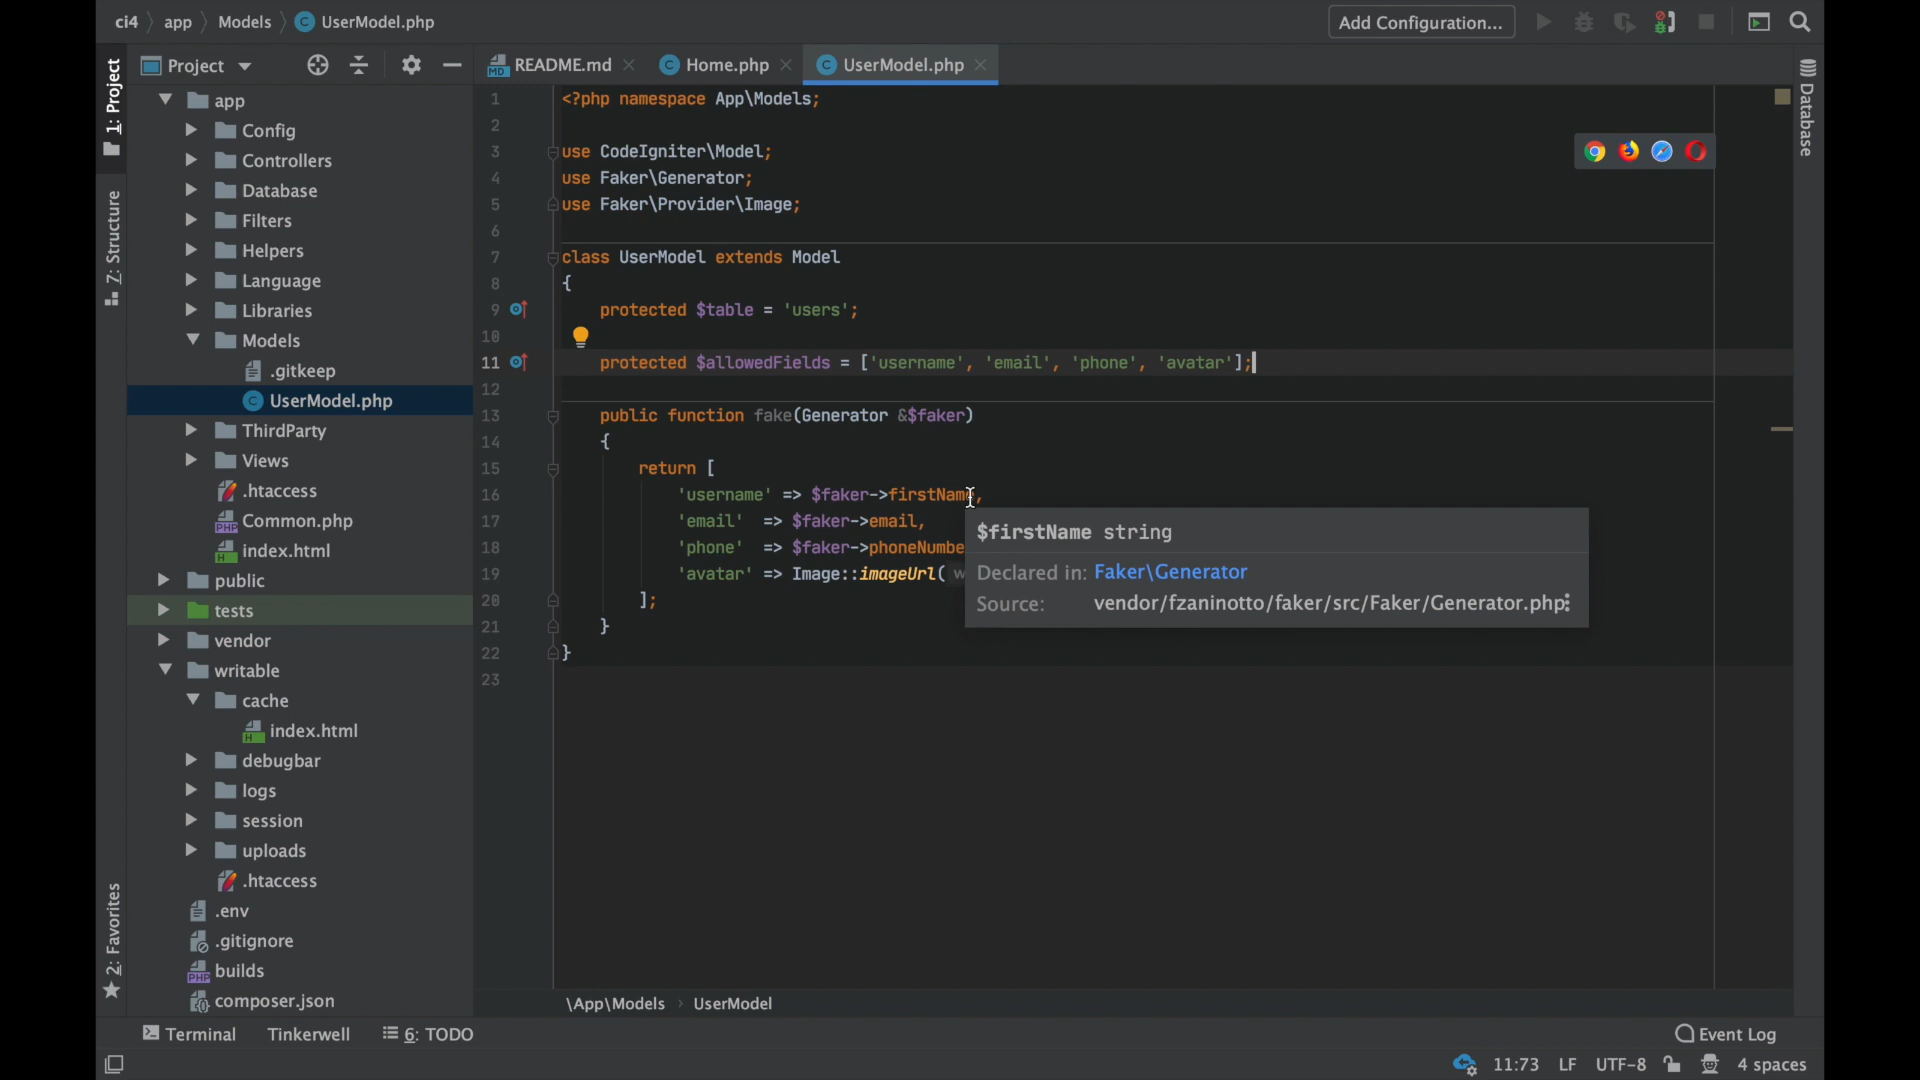 ci4 app Models UserModel.php
Add Configuration...
1: Project
Z: Structure
2: Favorites
Project
app
Config
Controllers
Database
Filters
Helpers
Language
Libraries
Models
.gitkeep
UserModel.php
ThirdParty
Views
.htaccess
Common.php
index.html
public
tests
vendor
writable
cache
index.html
debugbar
logs
session
uploads
.htaccess
.env
.gitignore
builds
composer.json
README.md Home.php UserModel.php
1 <?php namespace App\Models;
2
3 use CodeIgniter\Model;
4 use Faker\Generator;
5 use Faker\Provider\Image;
6
7 class UserModel extends Model
8 {
9 protected $table = 'users';
10
11 protected $allowedFields = ['username', 'email', 'phone', 'avatar'];
12
13 public function fake(Generator &$faker)
14 {
15 return [
16 'username' => $faker->firstName,
17 'email' => $faker->email,
18 'phone' => $faker->phoneNumbe
19 'avatar' => Image::imageUrl( w
20 ];
21 }
22 }
23
$firstName string
Declared in: Faker\Generator
Source: vendor/fzaninotto/faker/src/Faker/Generator.php
Database
\App\Models › UserModel
Terminal Tinkerwell 6: TODO Event Log
11:73 LF UTF-8 4 spaces